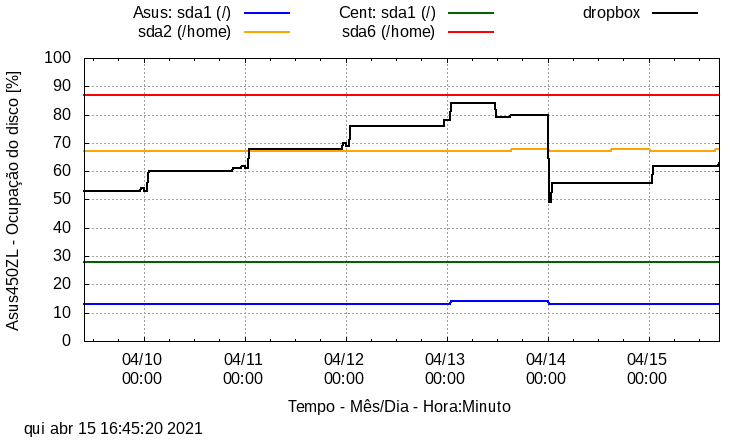 Asus: sda1 (/) Cent: sda1 (/) dropbox
sda2 (/home) sda6 (/home)
Asus450ZL - Ocupação do disco [%]
100
90
80
70
60
50
40
30
20
10
0
04/10 04/11 04/12 04/13 04/14 04/15
00:00 00:00 00:00 00:00 00:00 00:00
Tempo - Mês/Dia - Hora:Minuto
qui abr 15 16:45:20 2021